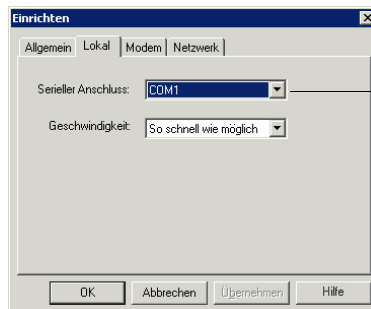 Einrichten
Allgemein Lokal Modem Netzwerk
Serieller Anschluss: COM1
Geschwindigkeit: So schnell wie möglich
OK Abbrechen Übernehmen Hilfe